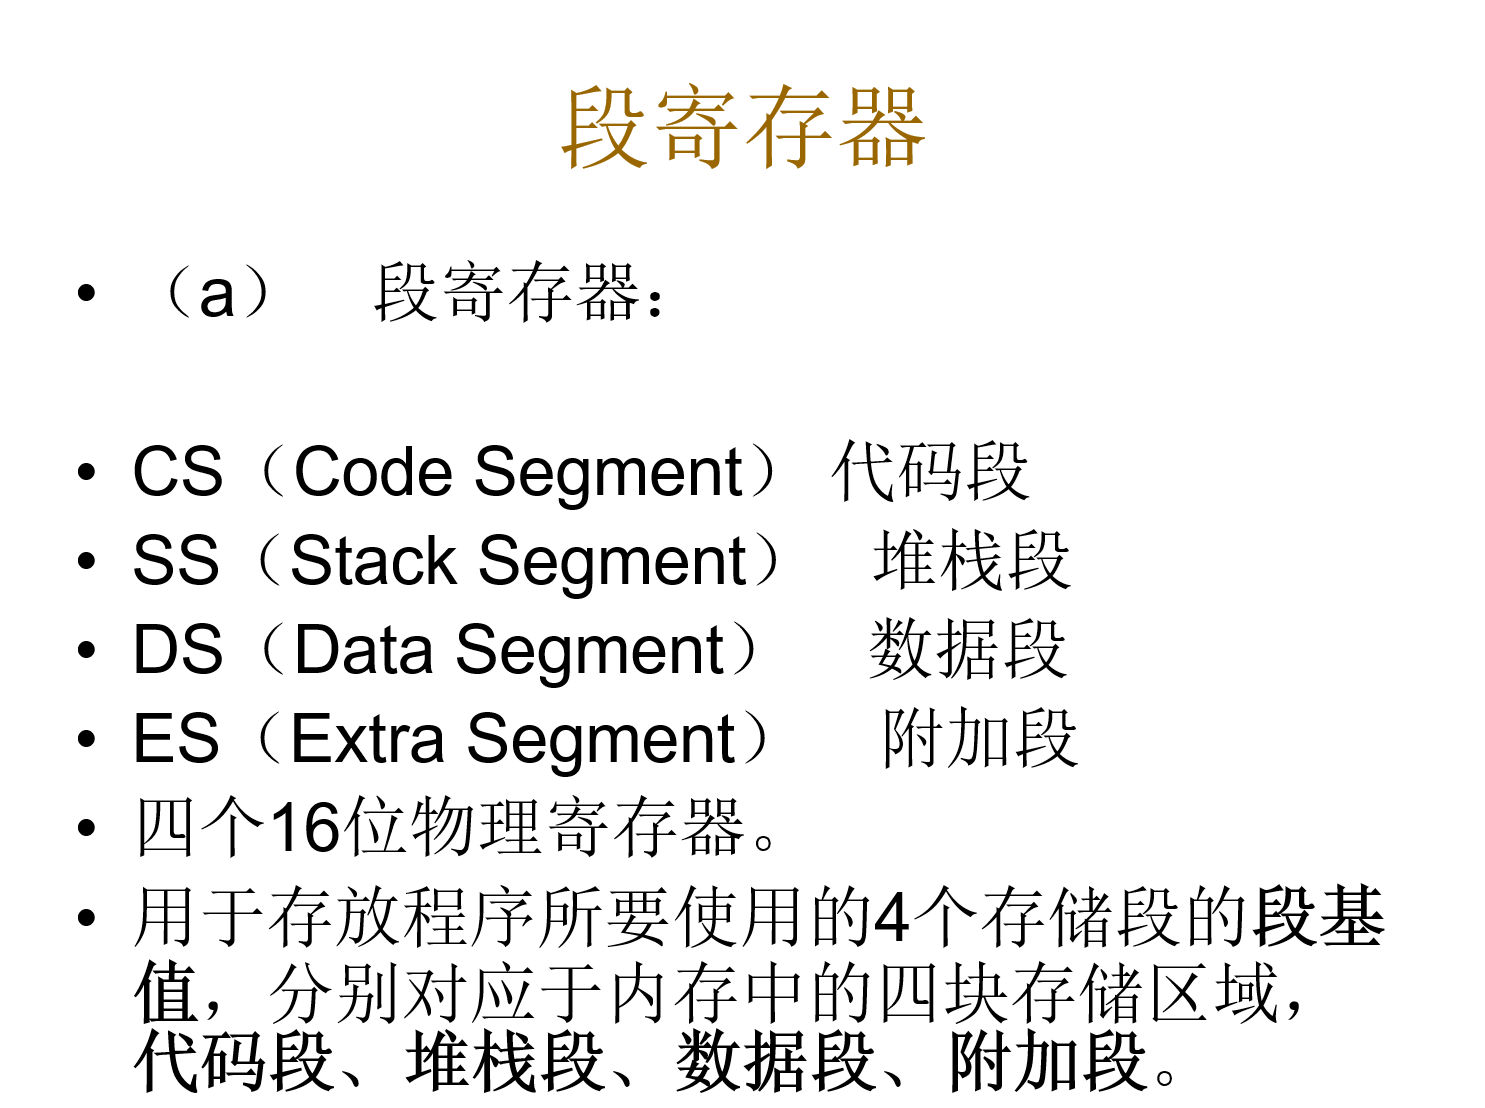 段寄存器
• （a）　段寄存器：
• CS（Code Segment） 代码段
• SS（Stack Segment）　堆栈段
• DS（Data Segment）　 数据段
• ES（Extra Segment）　 附加段
• 四个16位物理寄存器。
• 用于存放程序所要使用的4个存储段的段基
值，分别对应于内存中的四块存储区域，
代码段、堆栈段、数据段、附加段。